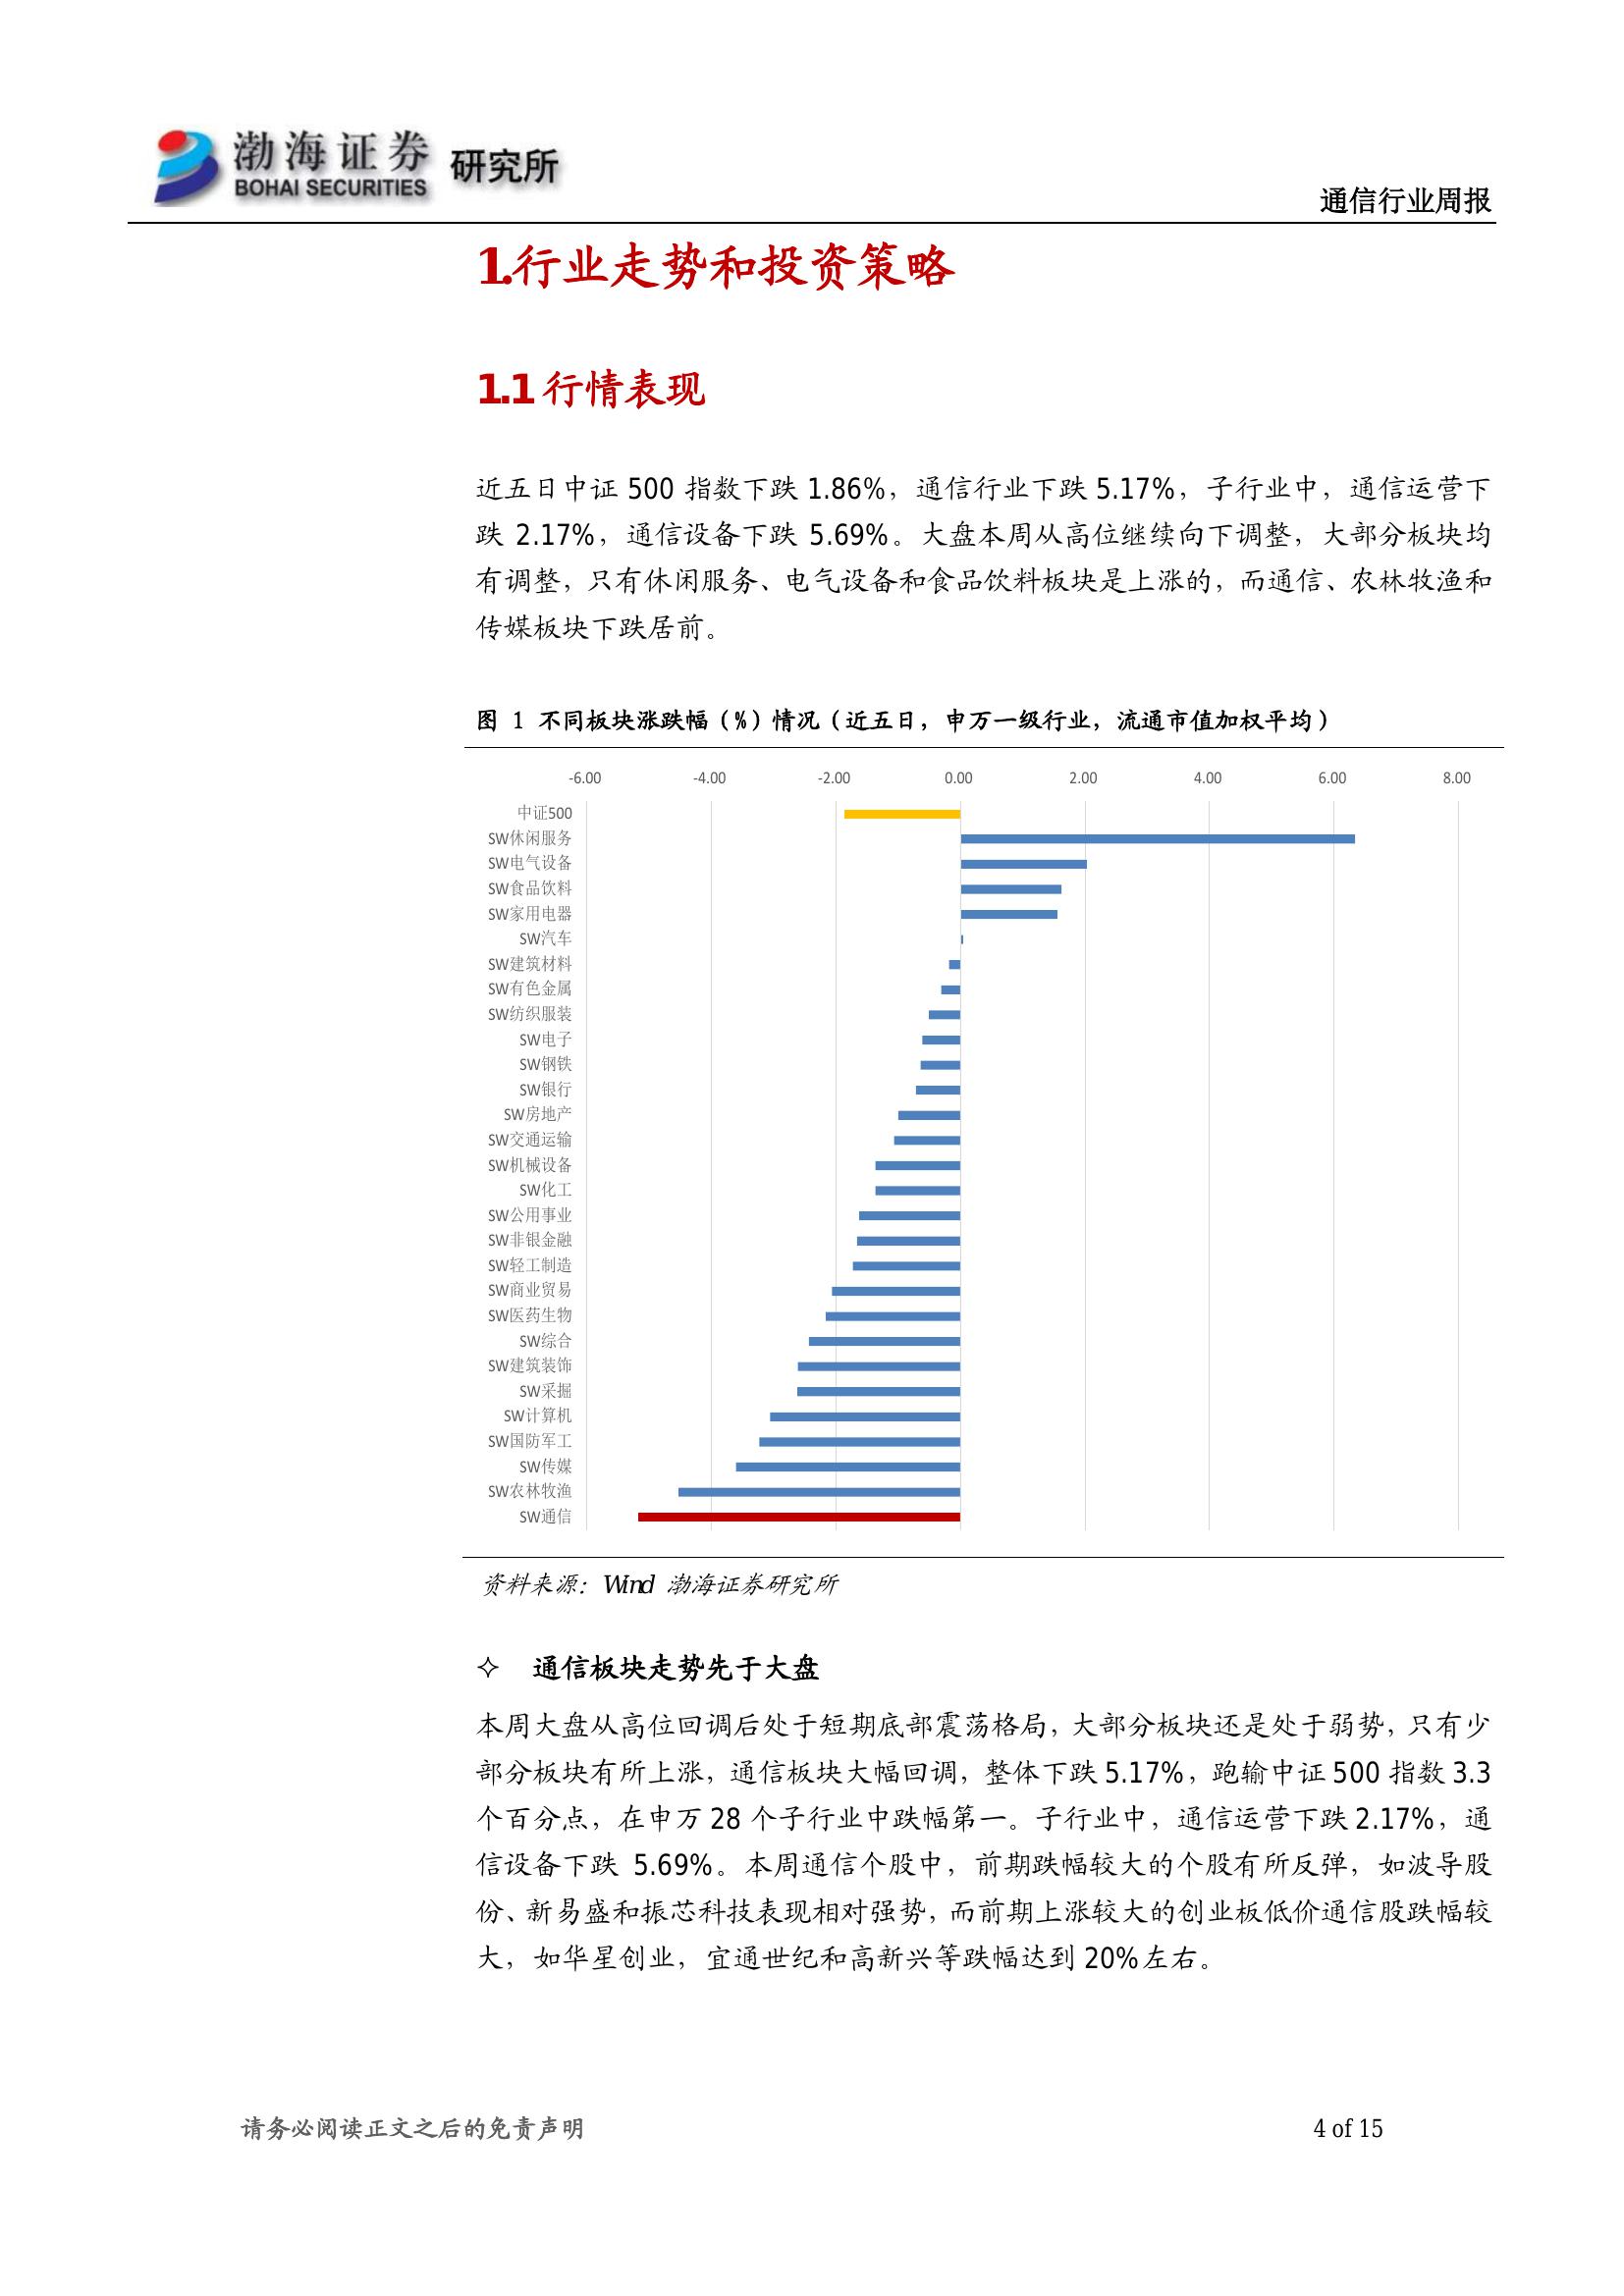 渤海证券 研究所
BOHAI SECURITIES
通信行业周报
1.行业走势和投资策略
1.1 行情表现
近五日中证 500 指数下跌 1.86%，通信行业下跌 5.17%，子行业中，通信运营下
跌 2.17%，通信设备下跌 5.69%。大盘本周从高位继续向下调整，大部分板块均
有调整，只有休闲服务、电气设备和食品饮料板块是上涨的，而通信、农林牧渔和
传媒板块下跌居前。
图 1 不同板块涨跌幅（%）情况（近五日，申万一级行业，流通市值加权平均）
-6.00 -4.00 -2.00 0.00 2.00 4.00 6.00 8.00
中证500
SW休闲服务
SW电气设备
SW食品饮料
SW家用电器
SW汽车
SW建筑材料
SW有色金属
SW纺织服装
SW电子
SW钢铁
SW银行
SW房地产
SW交通运输
SW机械设备
SW化工
SW公用事业
SW非银金融
SW轻工制造
SW商业贸易
SW医药生物
SW综合
SW建筑装饰
SW采掘
SW计算机
SW国防军工
SW传媒
SW农林牧渔
SW通信
资料来源：Wind 渤海证券研究所
✧ 通信板块走势先于大盘
本周大盘从高位回调后处于短期底部震荡格局，大部分板块还是处于弱势，只有少
部分板块有所上涨，通信板块大幅回调，整体下跌 5.17%，跑输中证 500 指数 3.3
个百分点，在申万 28 个子行业中跌幅第一。子行业中，通信运营下跌 2.17%，通
信设备下跌 5.69%。本周通信个股中，前期跌幅较大的个股有所反弹，如波导股
份、新易盛和振芯科技表现相对强势，而前期上涨较大的创业板低价通信股跌幅较
大，如华星创业，宜通世纪和高新兴等跌幅达到 20%左右。
请务必阅读正文之后的免责声明
4 of 15